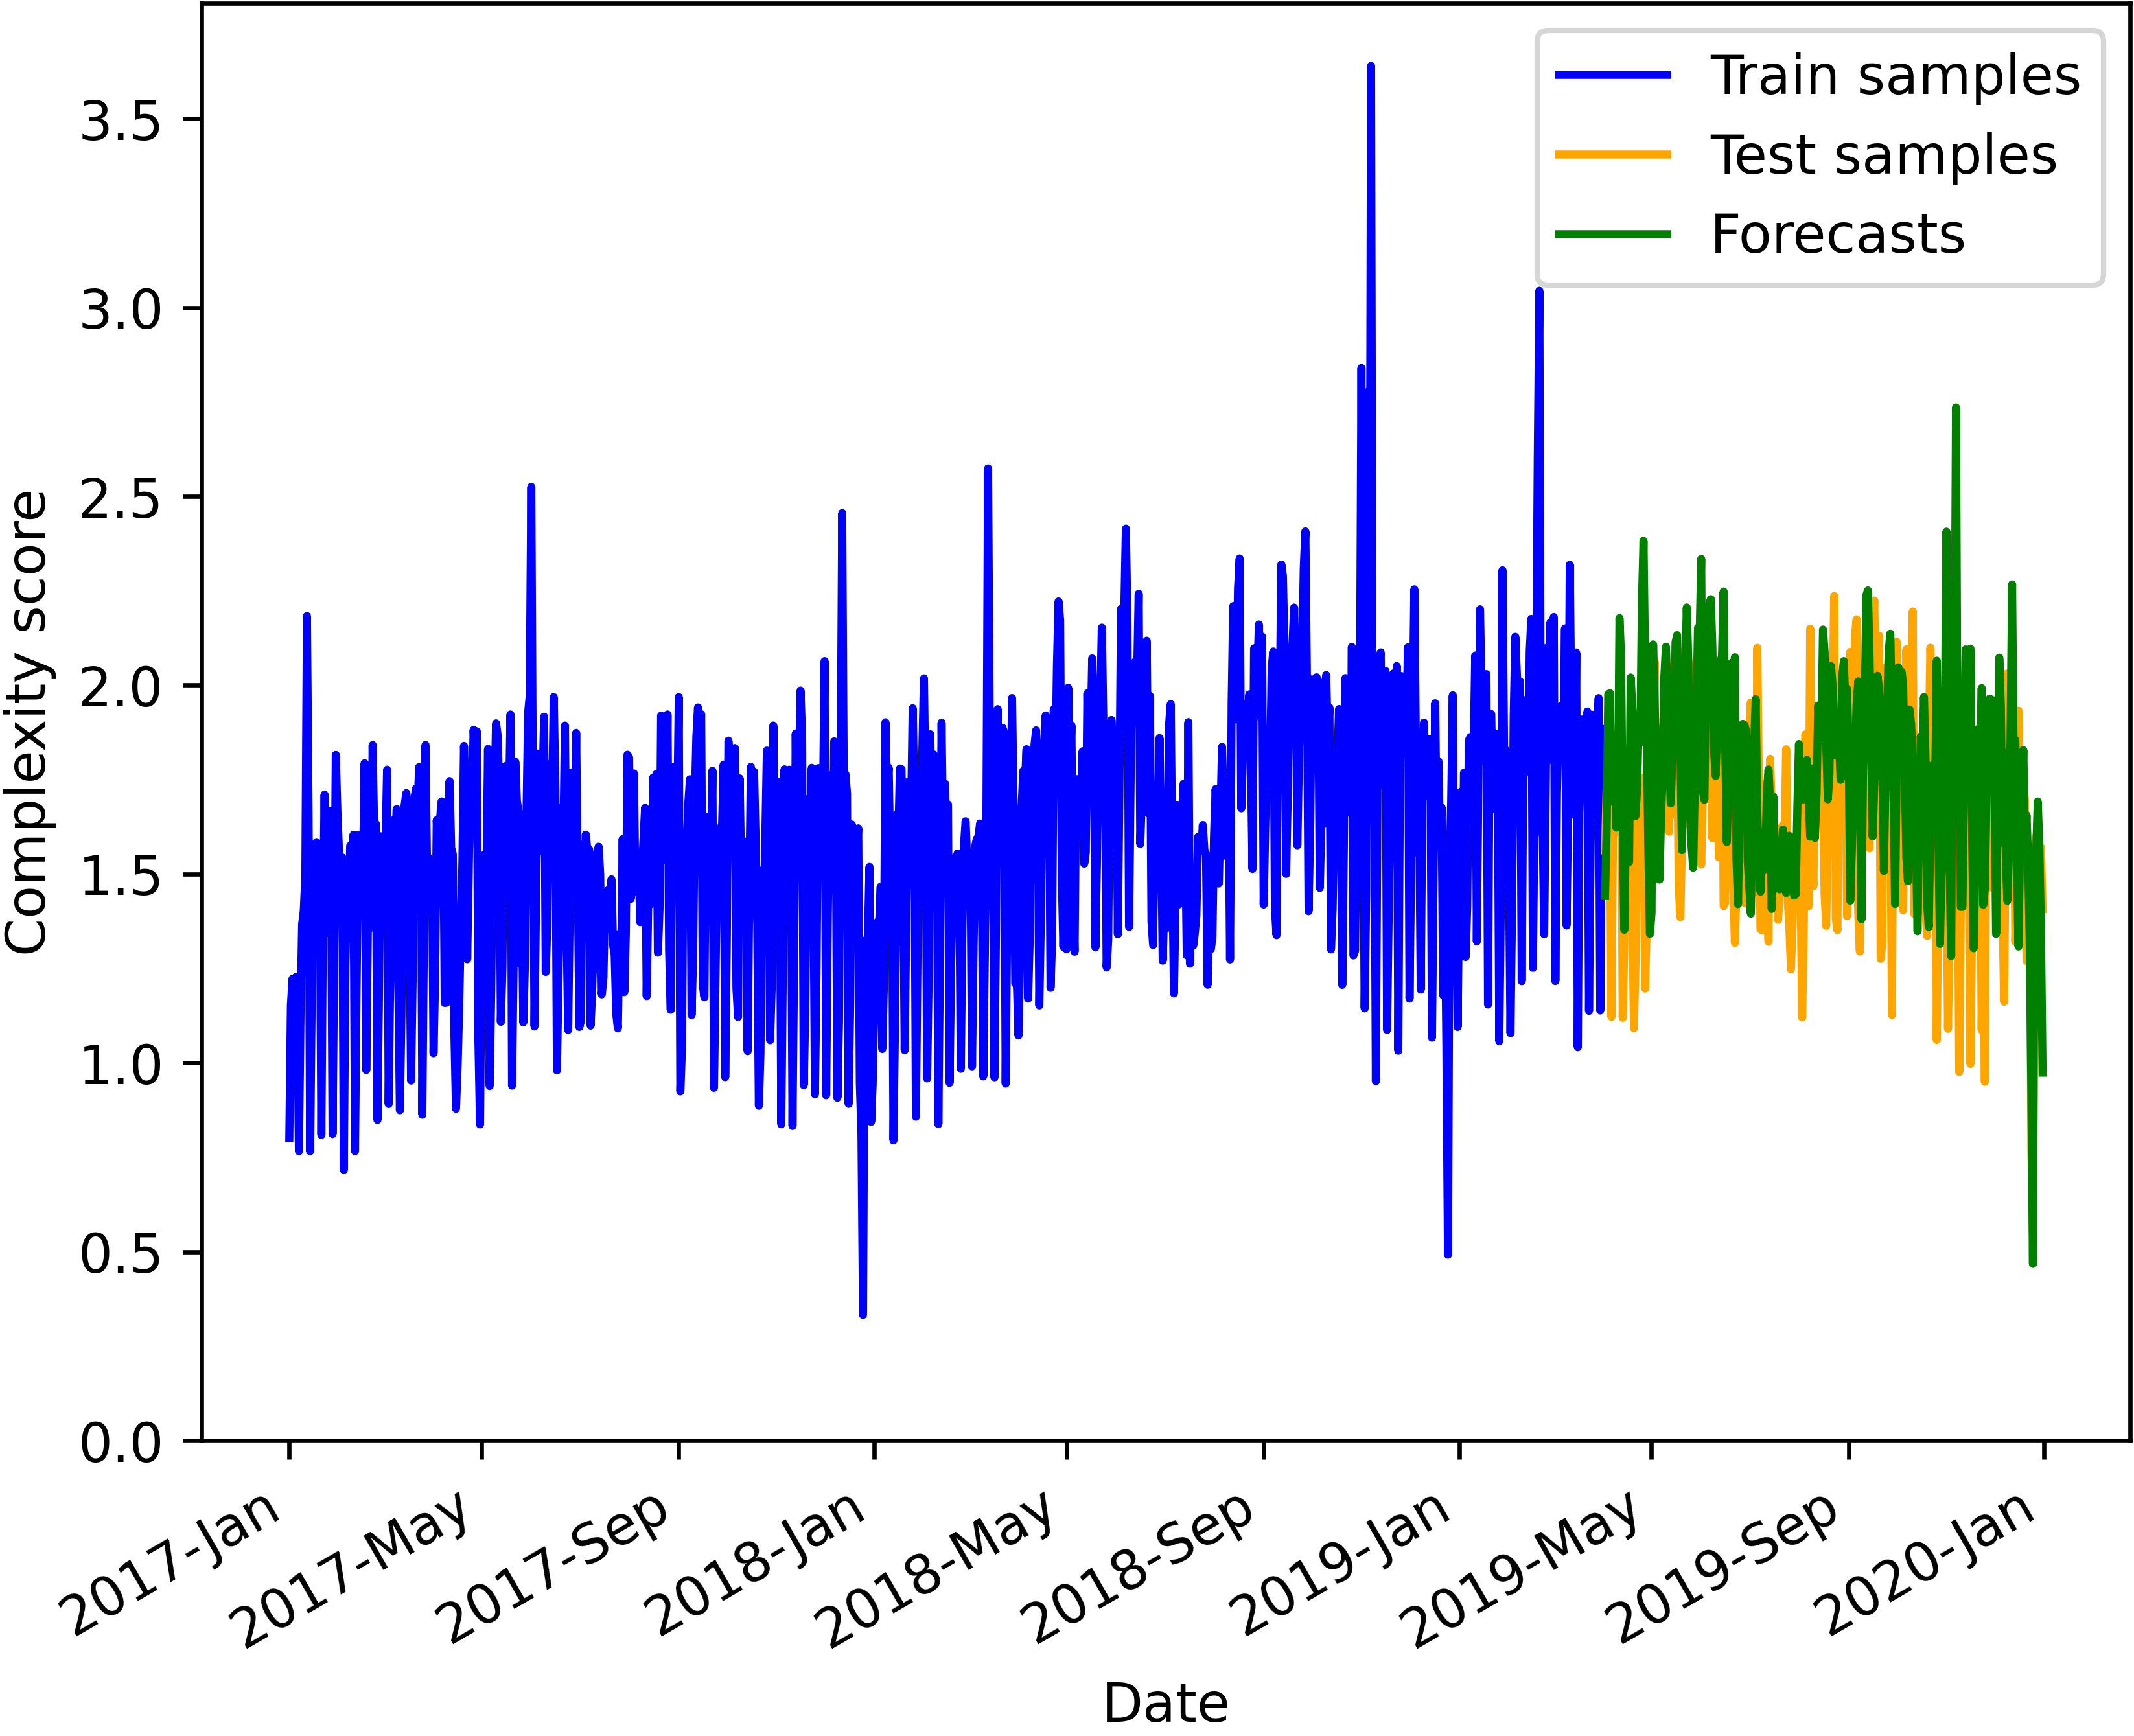 Train samples
Test samples
Forecasts
Complexity score
3.5
3.0
2.5
2.0
1.5
1.0
0.5
0.0
2017-Jan
2017-May
2017-Sep
2018-Jan
2018-May
2018-Sep
2019-Jan
2019-May
2019-Sep
2020-Jan
Date